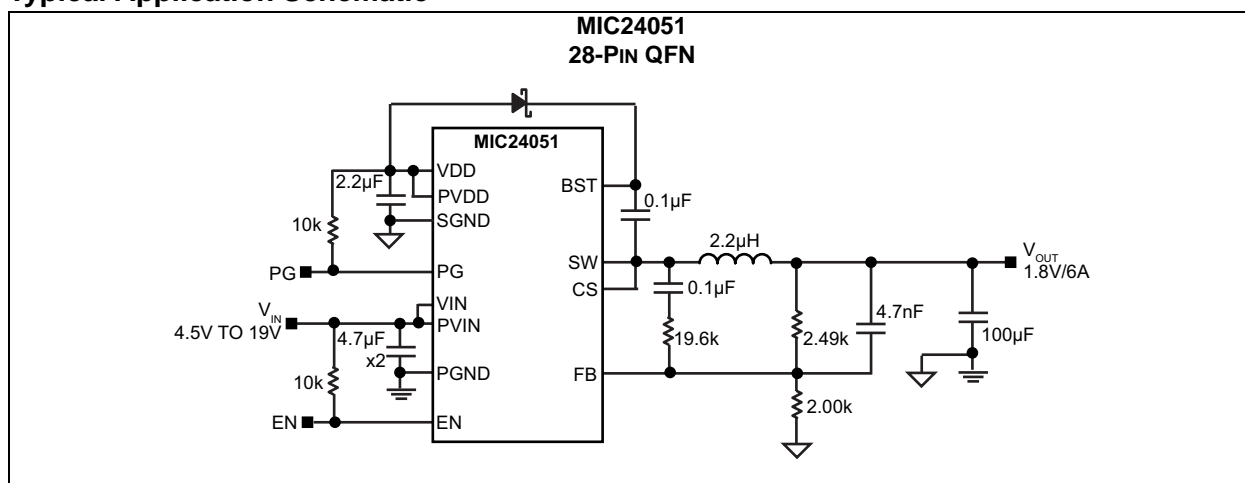 Typical Application Schematic
MIC24051
28-PIN QFN
MIC24051
VDD
PVDD
SGND
2.2µF
10k
PG
PG
BST
0.1µF
SW
CS
2.2µH
VOUT
1.8V/6A
VIN
4.5V TO 19V
VIN
PVIN
4.7µF
x2
PGND
10k
EN
EN
0.1µF
19.6k
FB
2.49k
4.7nF
100µF
2.00k